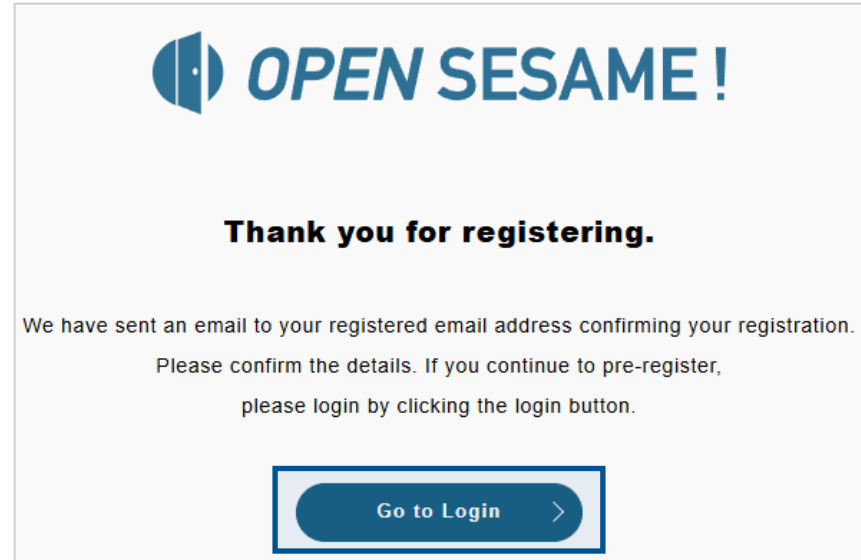 OPEN SESAME !
Thank you for registering.
We have sent an email to your registered email address confirming your registration.
Please confirm the details. If you continue to pre-register,
please login by clicking the login button.
Go to Login